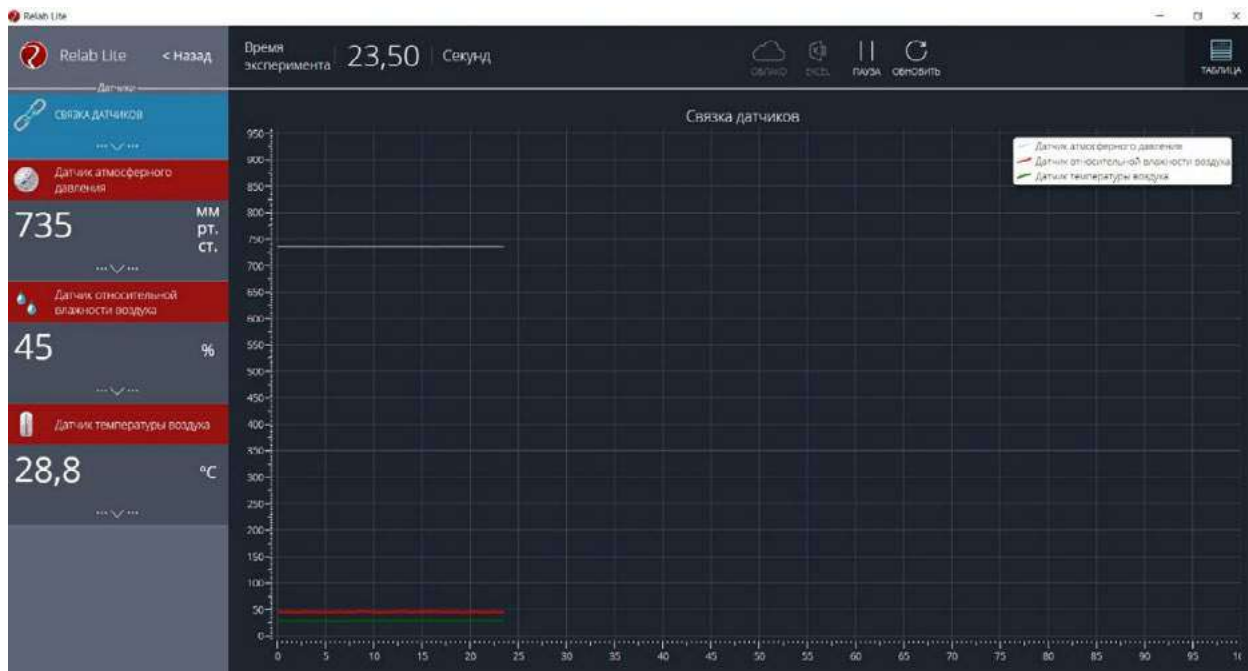 Relab Lite
Relab Lite
< Назад
Время
эксперимента
23,50
Секунд
ОБЛАКО
EXCEL
ПАУЗА
ОБНОВИТЬ
ТАБЛИЦА
Датчики
СВЯЗКА ДАТЧИКОВ
Датчик атмосферного
давления
735
мм
рт.
ст.
Датчик относительной
влажности воздуха
45
%
Датчик температуры воздуха
28,8
°C
Связка датчиков
Датчик атмосферного давления
Датчик относительной влажности воздуха
Датчик температуры воздуха
950
900
850
800
750
700
650
600
550
500
450
400
350
300
250
200
150
100
50
0
0 5 10 15 20 25 30 35 40 45 50 55 60 65 70 75 80 85 90 95 10